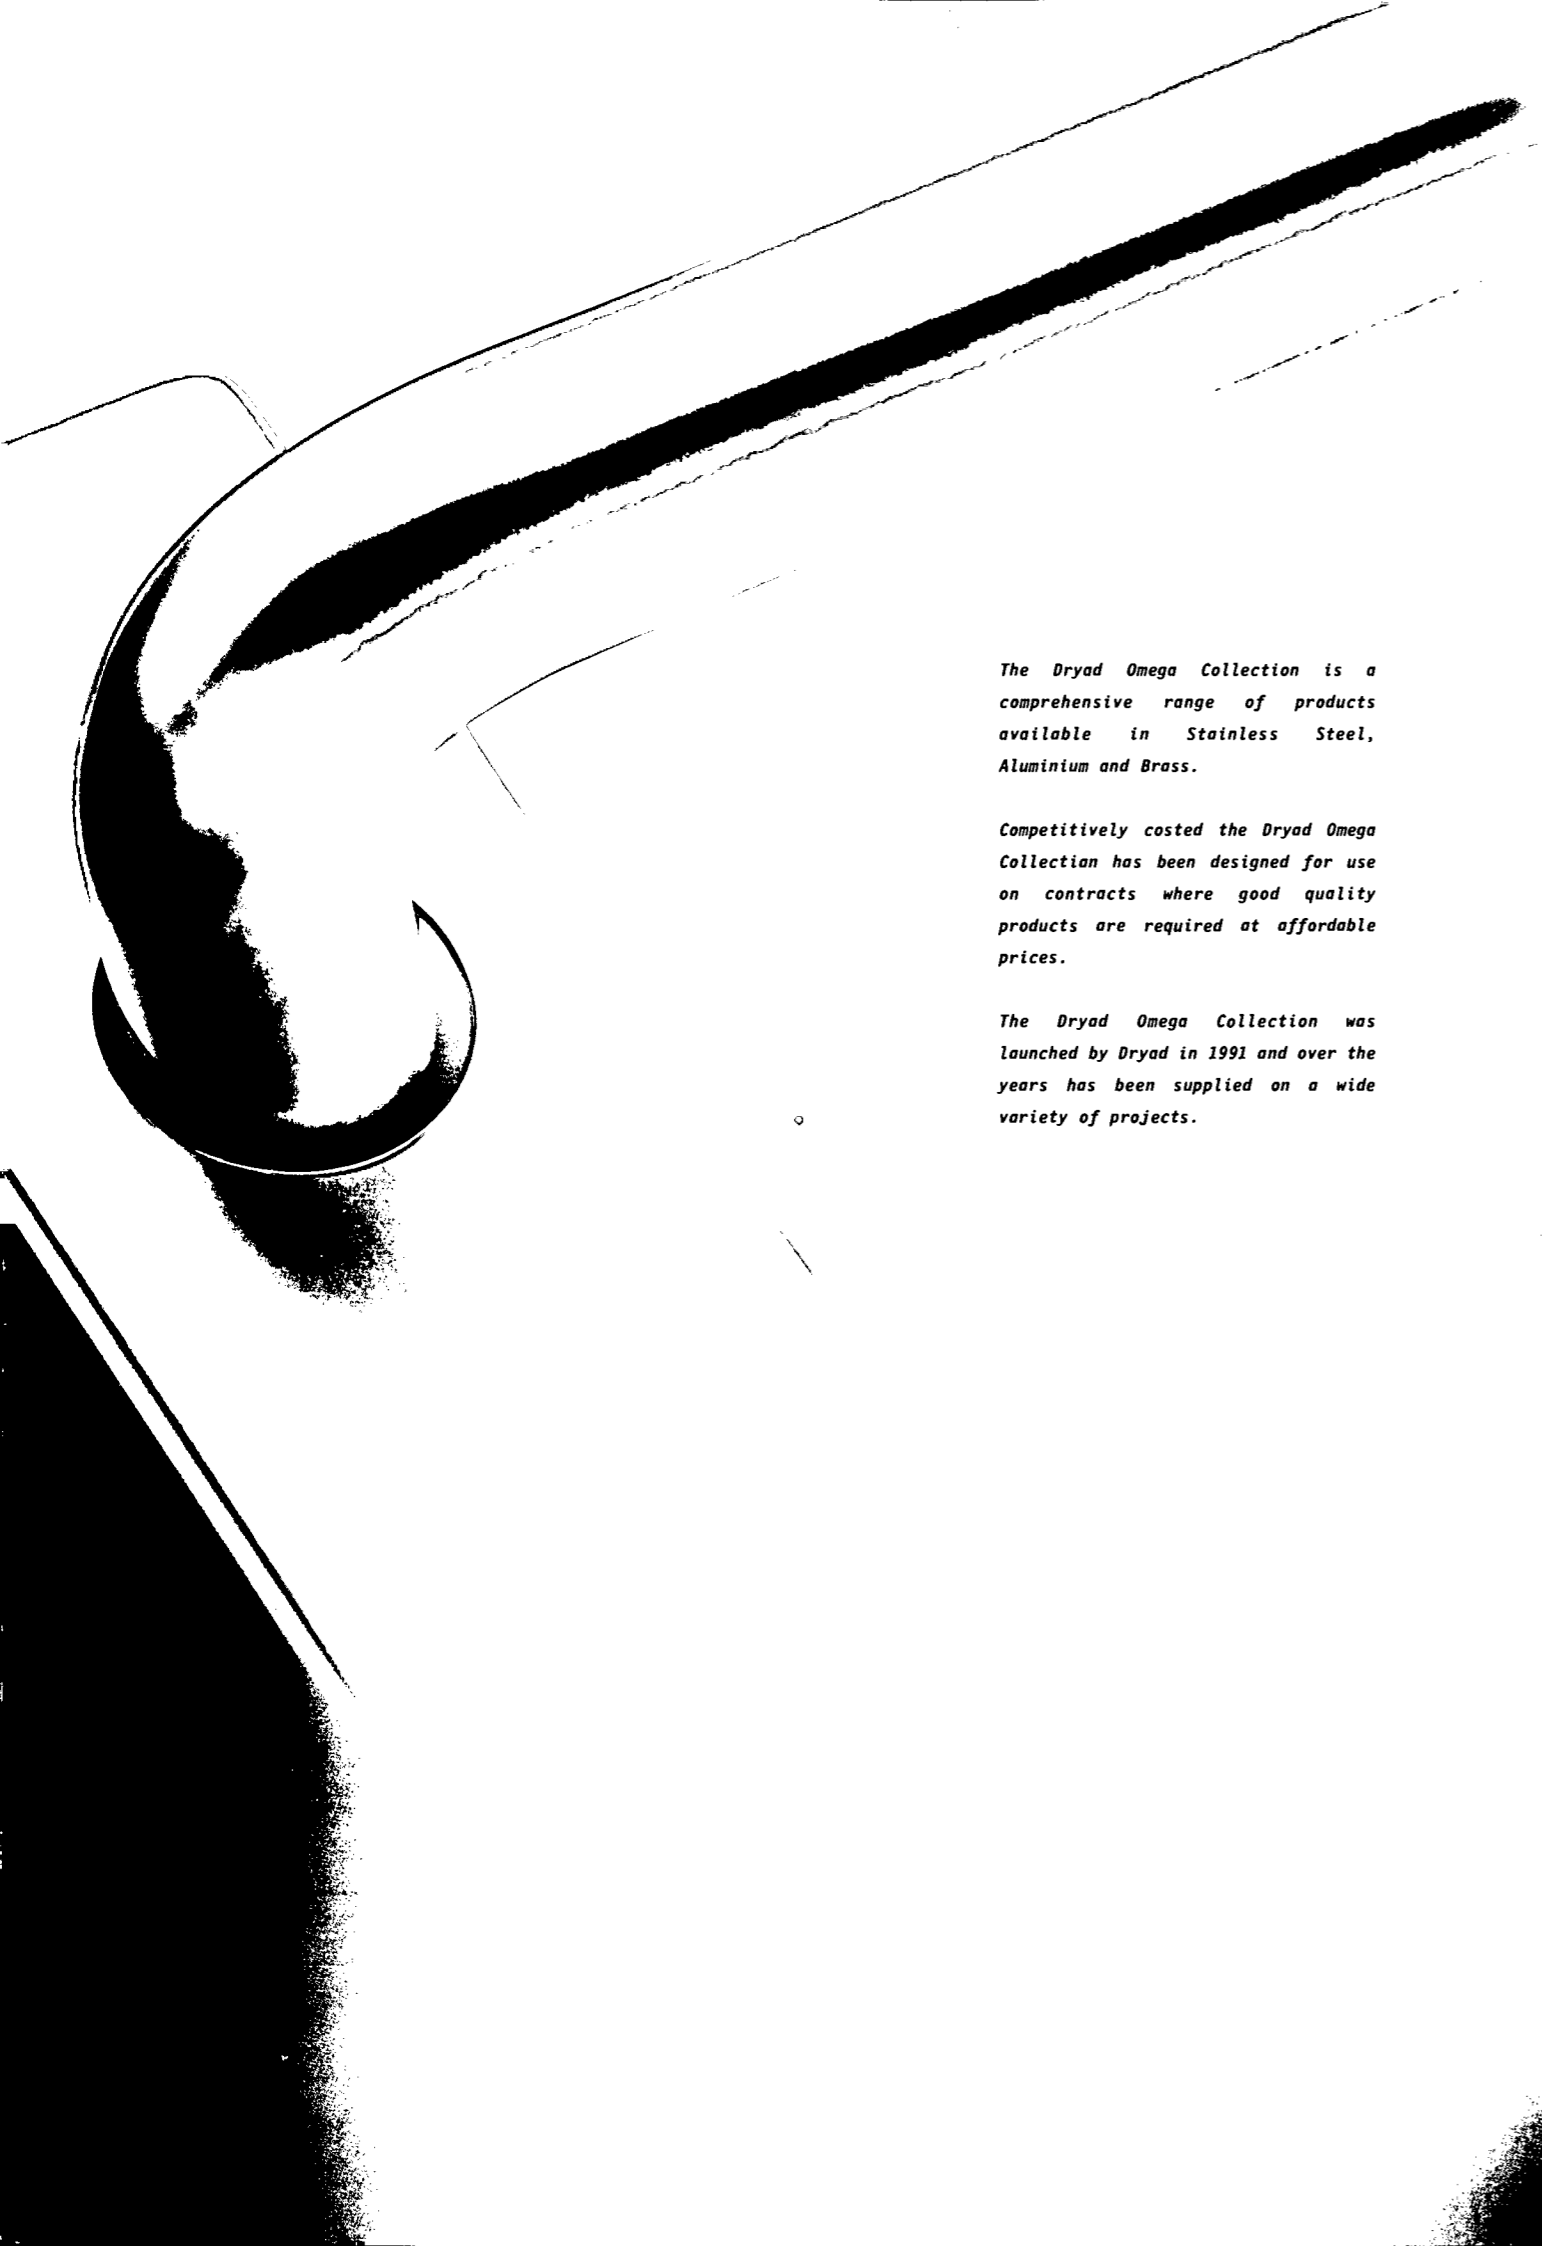 The Dryad Omega Collection is a
comprehensive range of products
available in Stainless Steel,
Aluminium and Brass.
Competitively costed the Dryad Omega
Collection has been designed for use
on contracts where good quality
products are required at affordable
prices.
The Dryad Omega Collection was
launched by Dryad in 1991 and over the
years has been supplied on a wide
variety of projects.